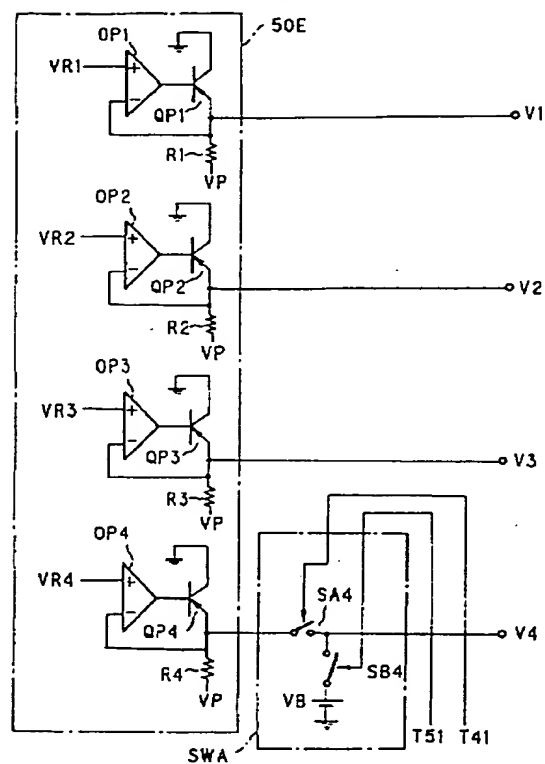 OP1
50E
VR1
+
−
QP1
V1
R1
VP
OP2
VR2
+
−
QP2
V2
R2
VP
OP3
VR3
+
−
QP3
V3
R3
VP
OP4
VR4
+
−
QP4
SA4
V4
R4
SB4
VP
VB
T51
T41
SWA